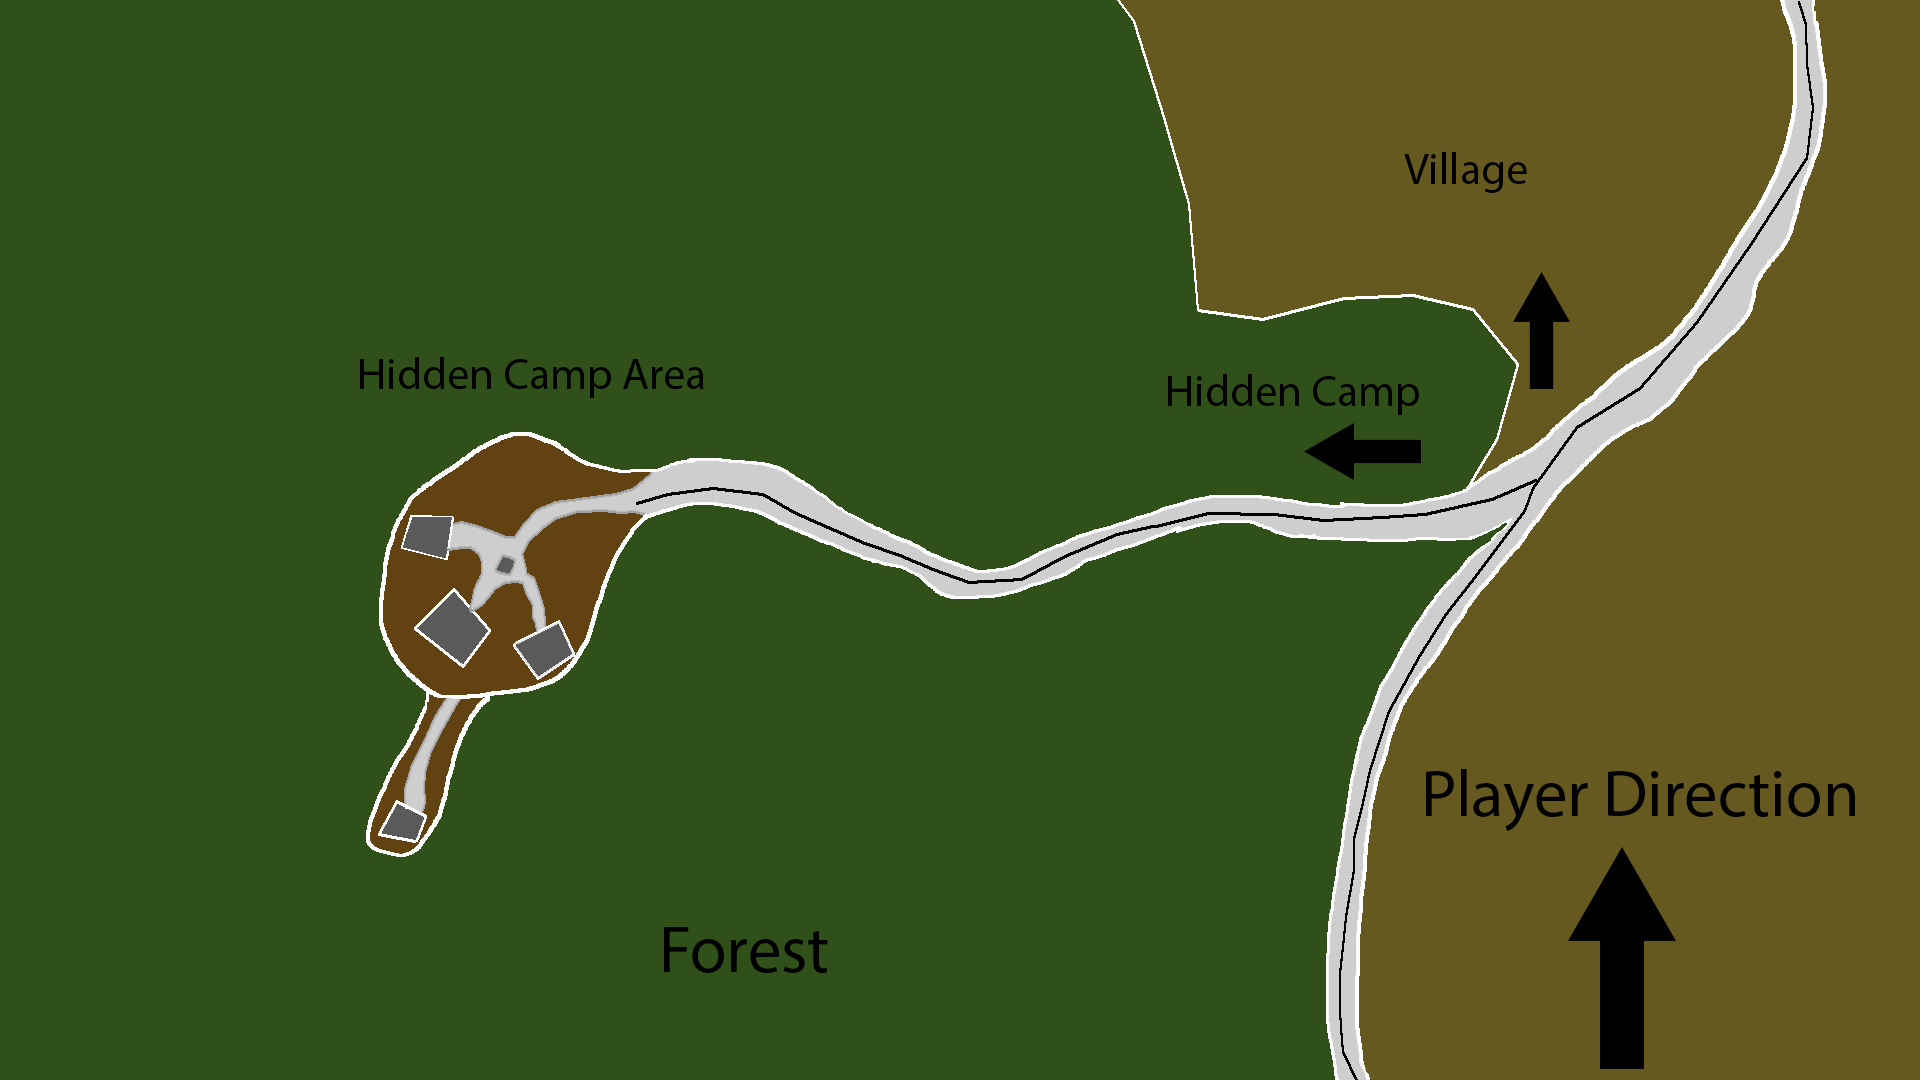 Village
Hidden Camp Area
Hidden Camp
Player Direction
Forest